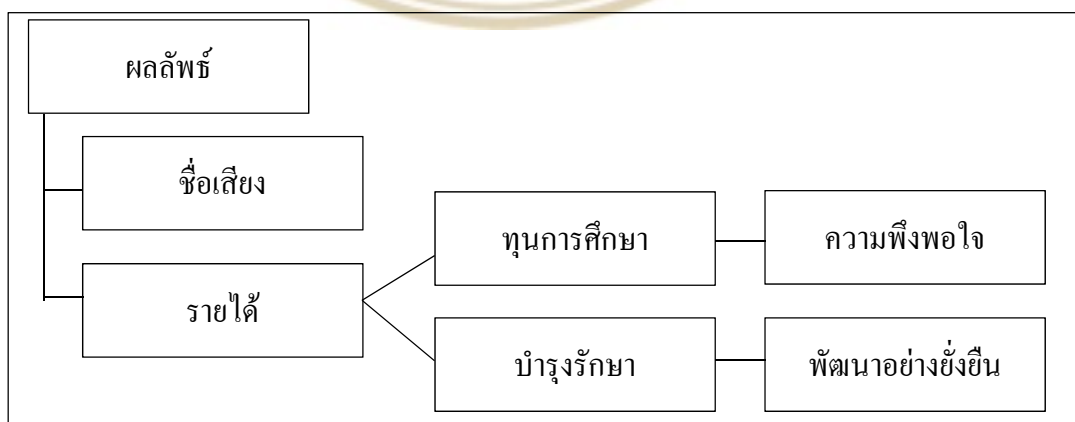 ผลลัพธ์
ชื่อเสียง
รายได้
ทุนการศึกษา
ความพึงพอใจ
บำรุงรักษา
พัฒนาอย่างยั่งยืน